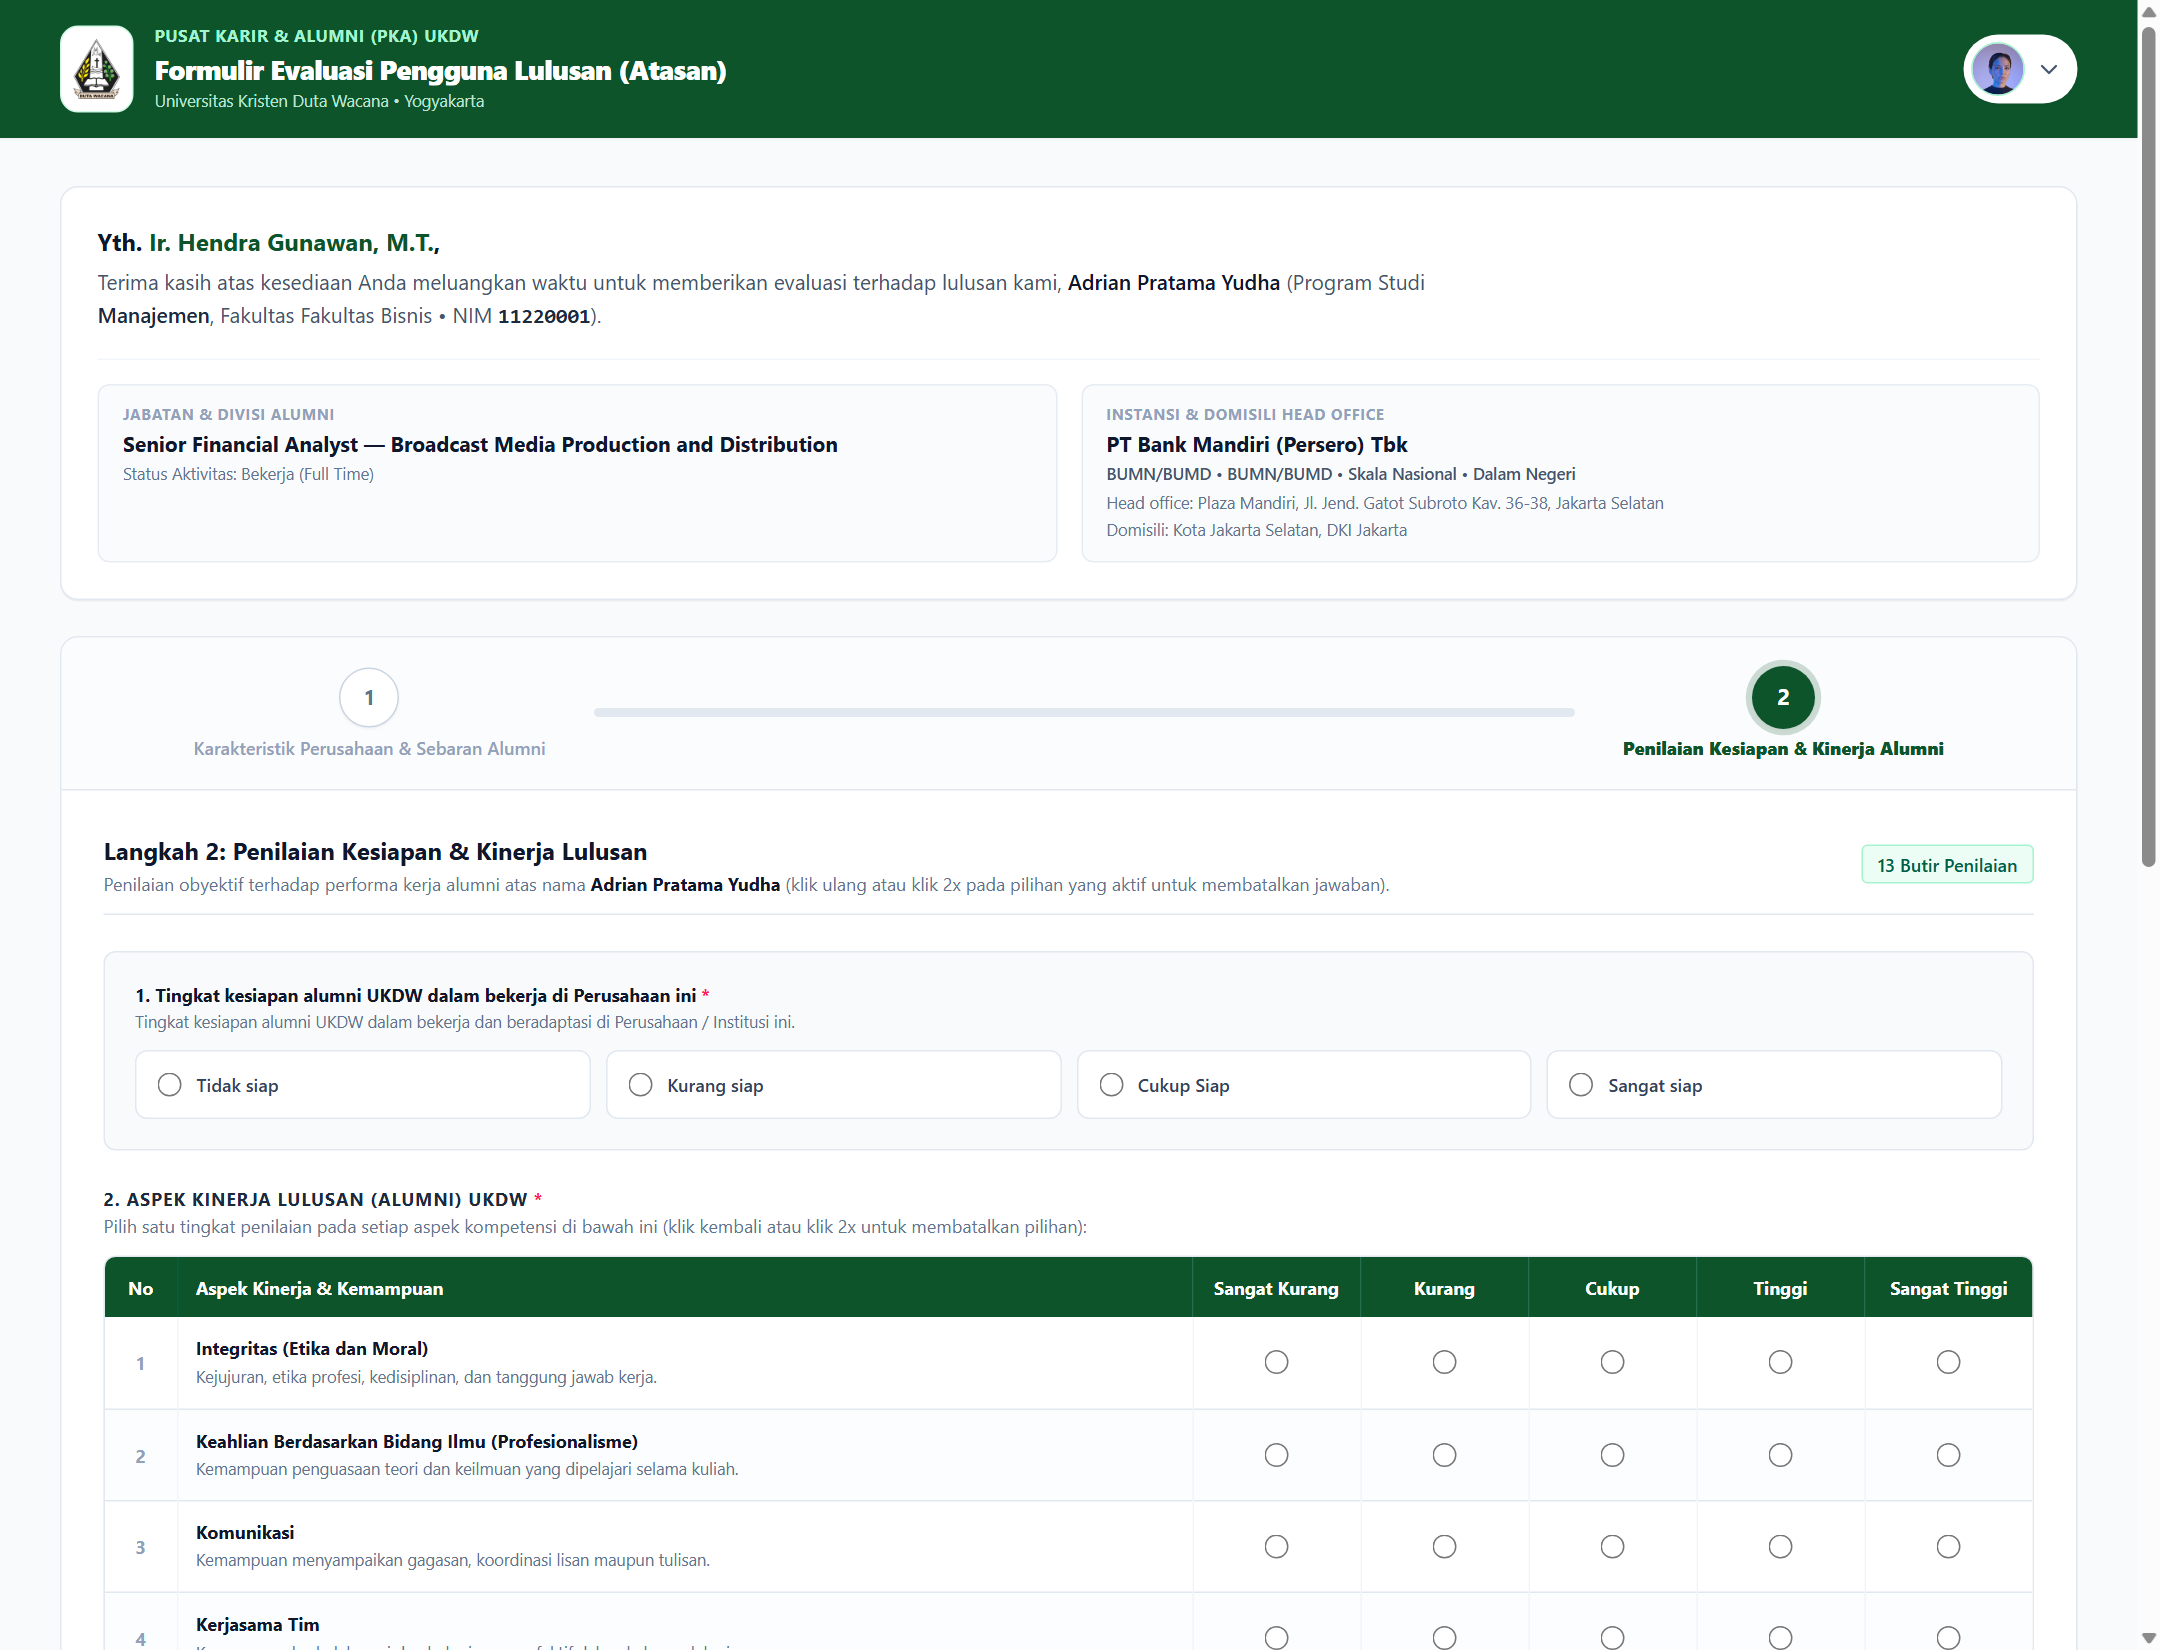 PUSAT KARIR & ALUMNI (PKA) UKDW
Formulir Evaluasi Pengguna Lulusan (Atasan)
Universitas Kristen Duta Wacana • Yogyakarta
DUTA WACANA
Yth. Ir. Hendra Gunawan, M.T.,
Terima kasih atas kesediaan Anda meluangkan waktu untuk memberikan evaluasi terhadap lulusan kami, Adrian Pratama Yudha (Program Studi
Manajemen, Fakultas Fakultas Bisnis • NIM 11220001).
JABATAN & DIVISI ALUMNI
Senior Financial Analyst — Broadcast Media Production and Distribution
Status Aktivitas: Bekerja (Full Time)
INSTANSI & DOMISILI HEAD OFFICE
PT Bank Mandiri (Persero) Tbk
BUMN/BUMD • BUMN/BUMD • Skala Nasional • Dalam Negeri
Head office: Plaza Mandiri, Jl. Jend. Gatot Subroto Kav. 36-38, Jakarta Selatan
Domisili: Kota Jakarta Selatan, DKI Jakarta
1
Karakteristik Perusahaan & Sebaran Alumni
2
Penilaian Kesiapan & Kinerja Alumni
Langkah 2: Penilaian Kesiapan & Kinerja Lulusan
Penilaian obyektif terhadap performa kerja alumni atas nama Adrian Pratama Yudha (klik ulang atau klik 2x pada pilihan yang aktif untuk membatalkan jawaban).
13 Butir Penilaian
1. Tingkat kesiapan alumni UKDW dalam bekerja di Perusahaan ini *
Tingkat kesiapan alumni UKDW dalam bekerja dan beradaptasi di Perusahaan / Institusi ini.
Tidak siap
Kurang siap
Cukup Siap
Sangat siap
2. ASPEK KINERJA LULUSAN (ALUMNI) UKDW *
Pilih satu tingkat penilaian pada setiap aspek kompetensi di bawah ini (klik kembali atau klik 2x untuk membatalkan pilihan):
No Aspek Kinerja & Kemampuan Sangat Kurang Kurang Cukup Tinggi Sangat Tinggi
1 Integritas (Etika dan Moral)
Kejujuran, etika profesi, kedisiplinan, dan tanggung jawab kerja.
2 Keahlian Berdasarkan Bidang Ilmu (Profesionalisme)
Kemampuan penguasaan teori dan keilmuan yang dipelajari selama kuliah.
3 Komunikasi
Kemampuan menyampaikan gagasan, koordinasi lisan maupun tulisan.
4 Kerjasama Tim